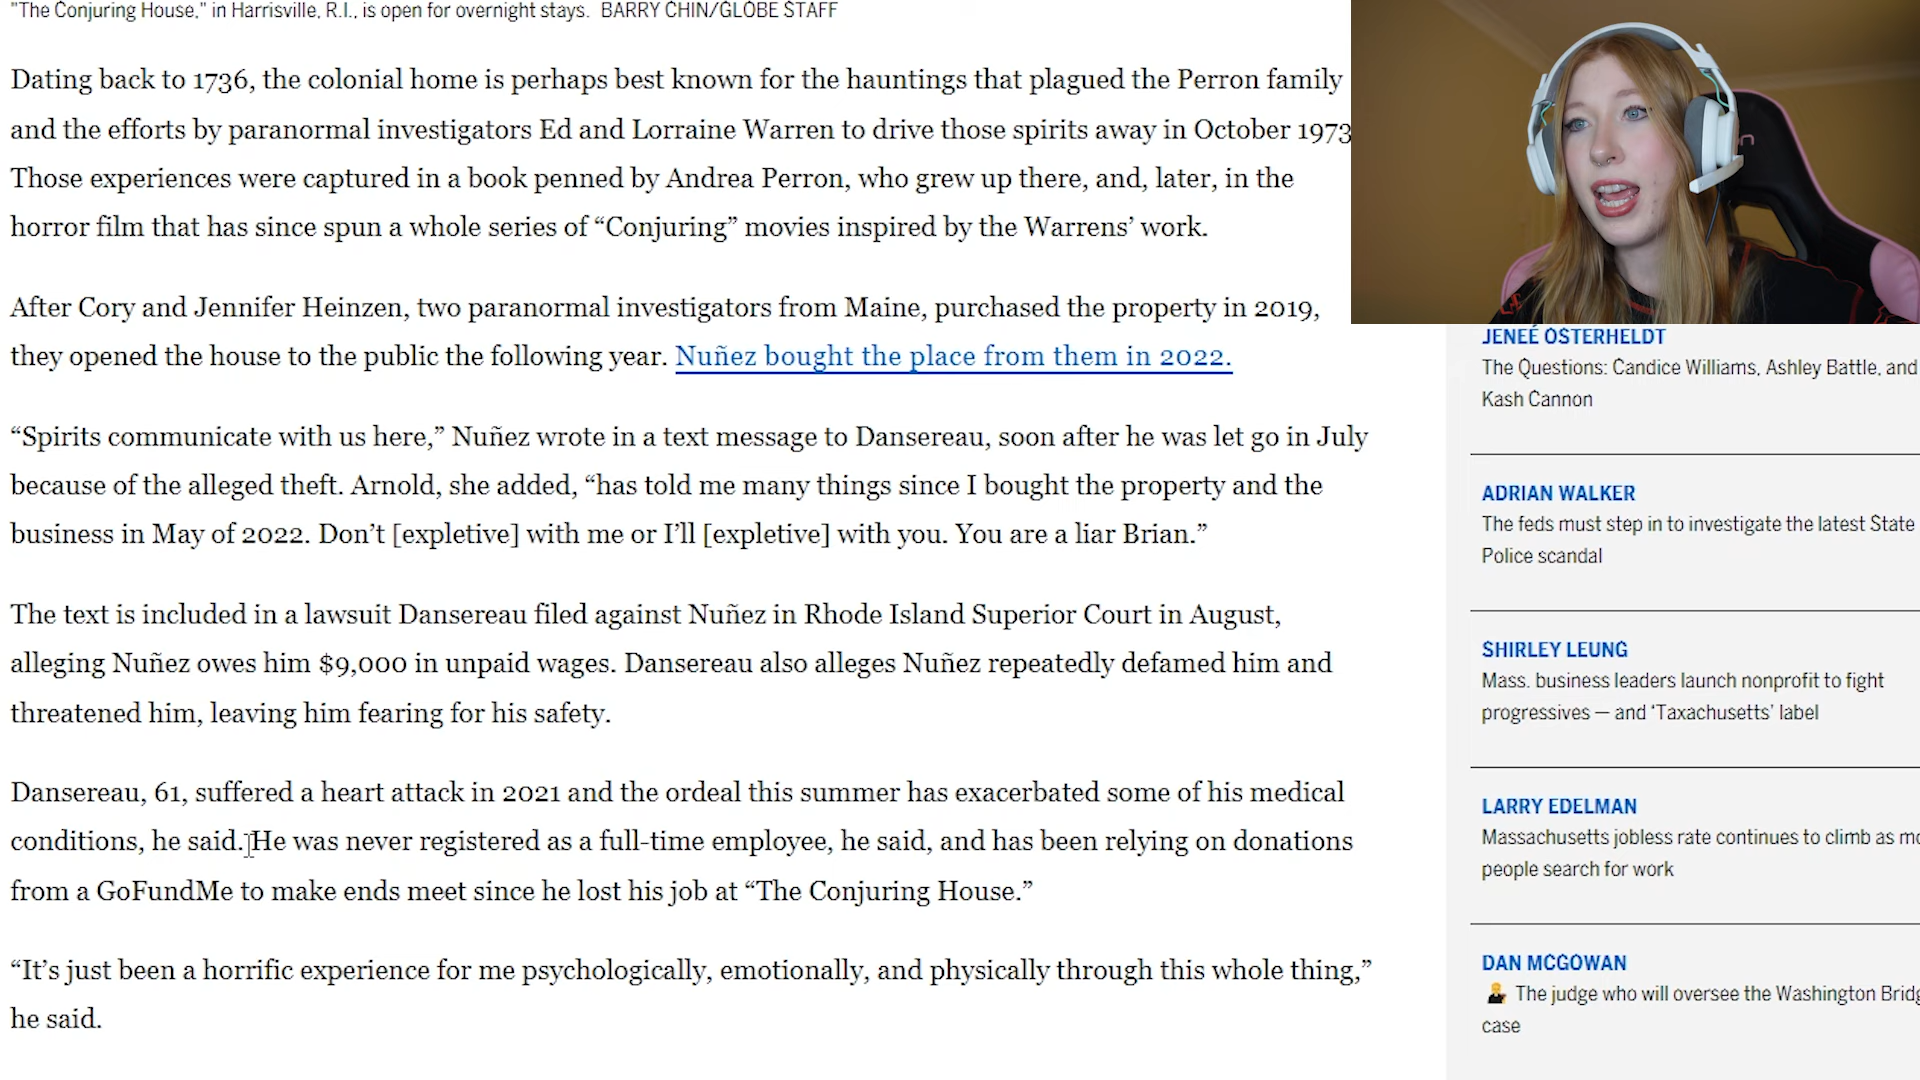 "The Conjuring House," in Harrisville, R.I., is open for overnight stays. BARRY CHIN/GLOBE STAFF
Dating back to 1736, the colonial home is perhaps best known for the hauntings that plagued the Perron family
and the efforts by paranormal investigators Ed and Lorraine Warren to drive those spirits away in October 1973
Those experiences were captured in a book penned by Andrea Perron, who grew up there, and, later, in the
horror film that has since spun a whole series of “Conjuring” movies inspired by the Warrens’ work.
After Cory and Jennifer Heinzen, two paranormal investigators from Maine, purchased the property in 2019,
they opened the house to the public the following year. Nuñez bought the place from them in 2022.
“Spirits communicate with us here,” Nuñez wrote in a text message to Dansereau, soon after he was let go in July
because of the alleged theft. Arnold, she added, “has told me many things since I bought the property and the
business in May of 2022. Don’t [expletive] with me or I’ll [expletive] with you. You are a liar Brian.”
The text is included in a lawsuit Dansereau filed against Nuñez in Rhode Island Superior Court in August,
alleging Nuñez owes him $9,000 in unpaid wages. Dansereau also alleges Nuñez repeatedly defamed him and
threatened him, leaving him fearing for his safety.
Dansereau, 61, suffered a heart attack in 2021 and the ordeal this summer has exacerbated some of his medical
conditions, he said. He was never registered as a full-time employee, he said, and has been relying on donations
from a GoFundMe to make ends meet since he lost his job at “The Conjuring House.”
“It’s just been a horrific experience for me psychologically, emotionally, and physically through this whole thing,”
he said.
JENEÉ OSTERHELDT
The Questions: Candice Williams, Ashley Battle, and
Kash Cannon
ADRIAN WALKER
The feds must step in to investigate the latest State
Police scandal
SHIRLEY LEUNG
Mass. business leaders launch nonprofit to fight
progressives — and ‘Taxachusetts’ label
LARRY EDELMAN
Massachusetts jobless rate continues to climb as
people search for work
DAN MCGOWAN
The judge who will oversee the Washington
case